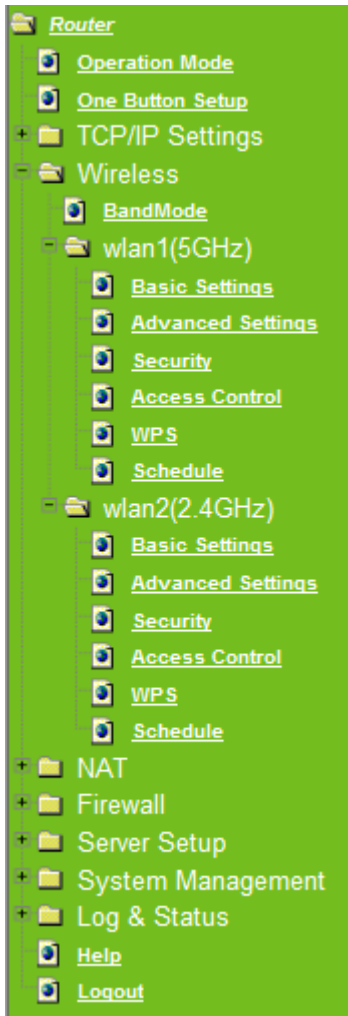 Router
Operation Mode
One Button Setup
TCP/IP Settings
Wireless
BandMode
wlan1(5GHz)
Basic Settings
Advanced Settings
Security
Access Control
WPS
Schedule
wlan2(2.4GHz)
Basic Settings
Advanced Settings
Security
Access Control
WPS
Schedule
NAT
Firewall
Server Setup
System Management
Log & Status
Help
Logout